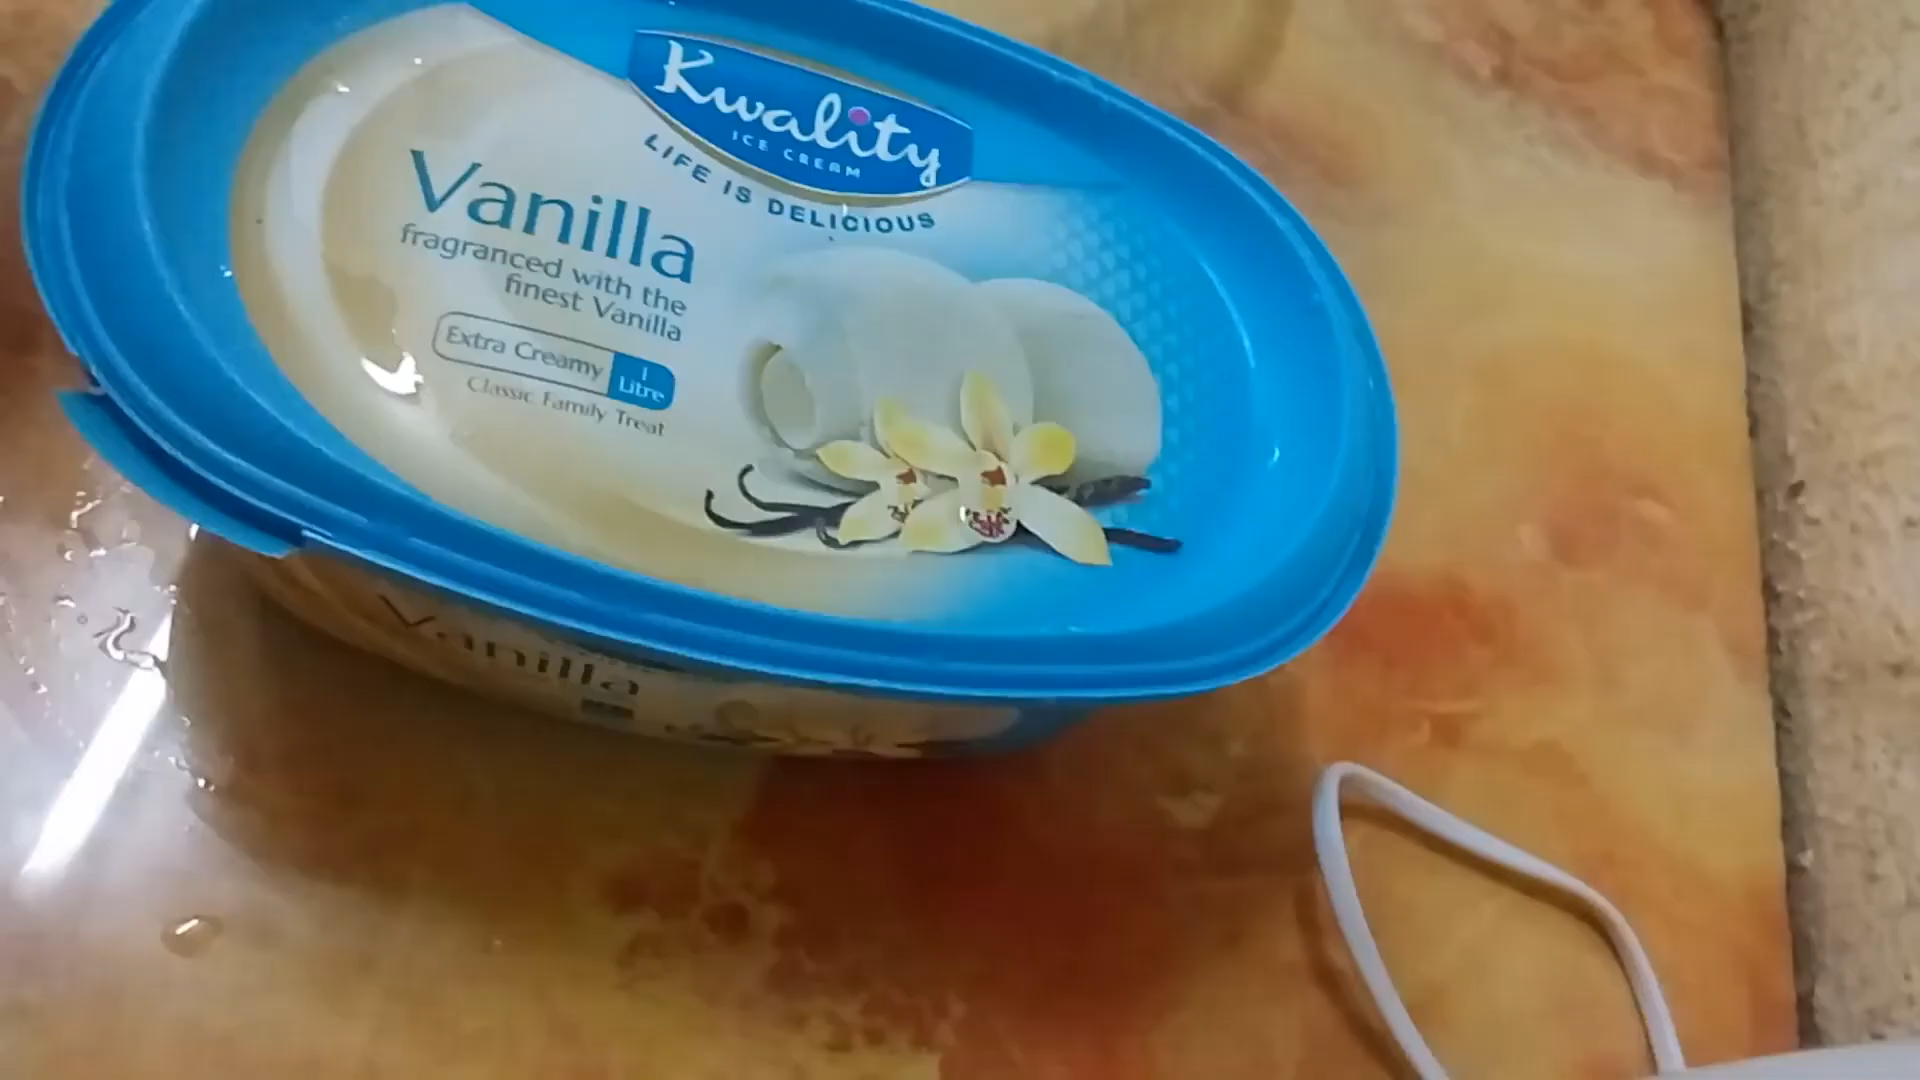 Kwality
ICE CREAM
LIFE IS DELICIOUS
Vanilla
fragranced with the
finest Vanilla
Extra Creamy 1 Litre
Classic Family Treat
Vanilla